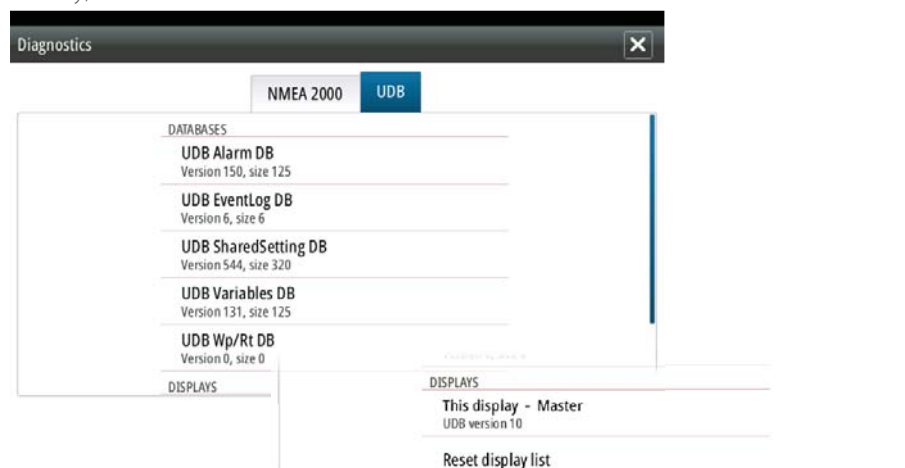 Diagnostics
NMEA 2000
UDB
DATABASES
UDB Alarm DB
Version 150, size 125
UDB EventLog DB
Version 6, size 6
UDB SharedSetting DB
Version 544, size 320
UDB Variables DB
Version 131, size 125
UDB Wp/Rt DB
Version 0, size 0
DISPLAYS
DISPLAYS
This display - Master
UDB version 10
Reset display list